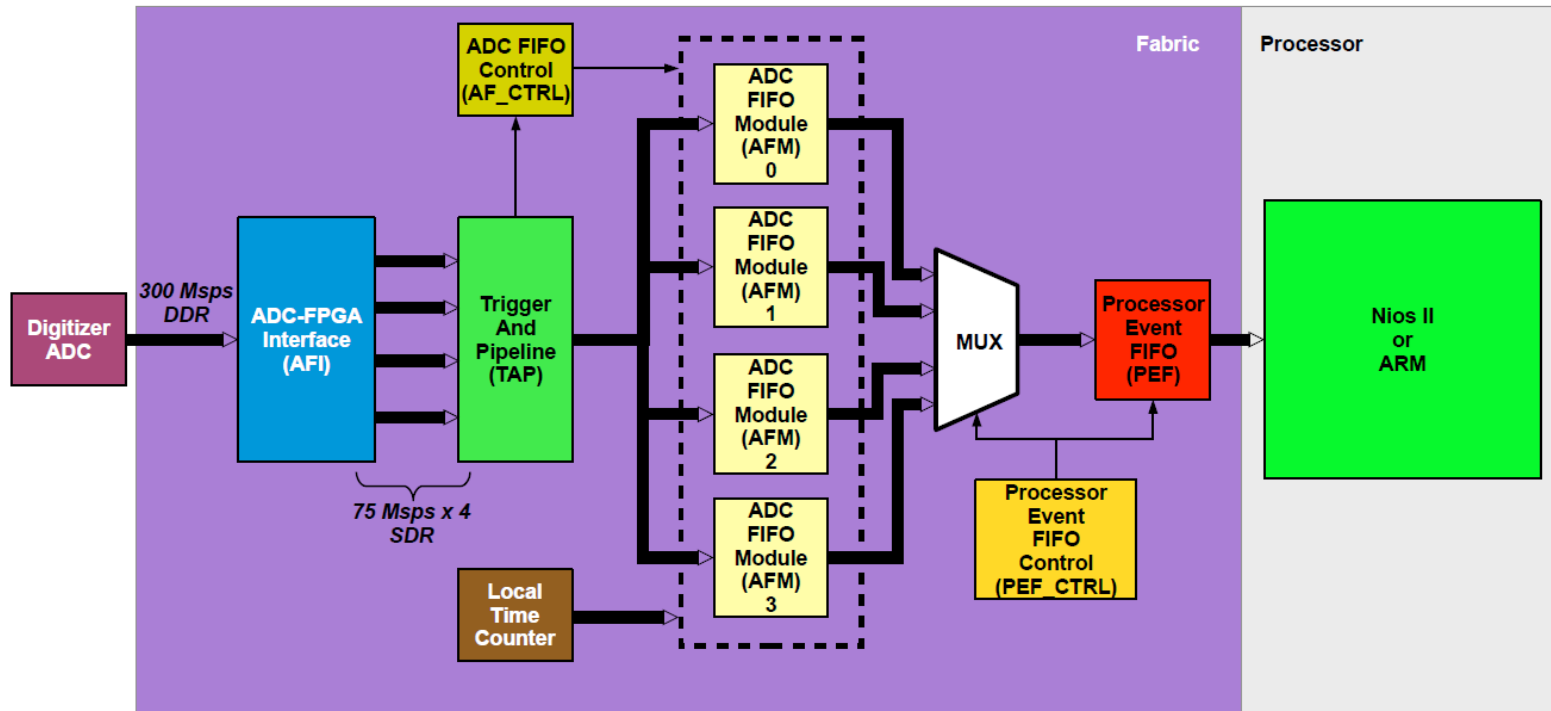 Fabric
Processor
ADC FIFO
Control
(AF_CTRL)
ADC
FIFO
Module
(AFM)
0
ADC
FIFO
Module
(AFM)
1
ADC
FIFO
Module
(AFM)
2
ADC
FIFO
Module
(AFM)
3
Digitizer
ADC
300 Msps
DDR
ADC-FPGA
Interface
(AFI)
75 Msps x 4
SDR
Trigger
And
Pipeline
(TAP)
Local
Time
Counter
MUX
Processor
Event
FIFO
(PEF)
Processor
Event
FIFO
Control
(PEF_CTRL)
Nios II
or
ARM